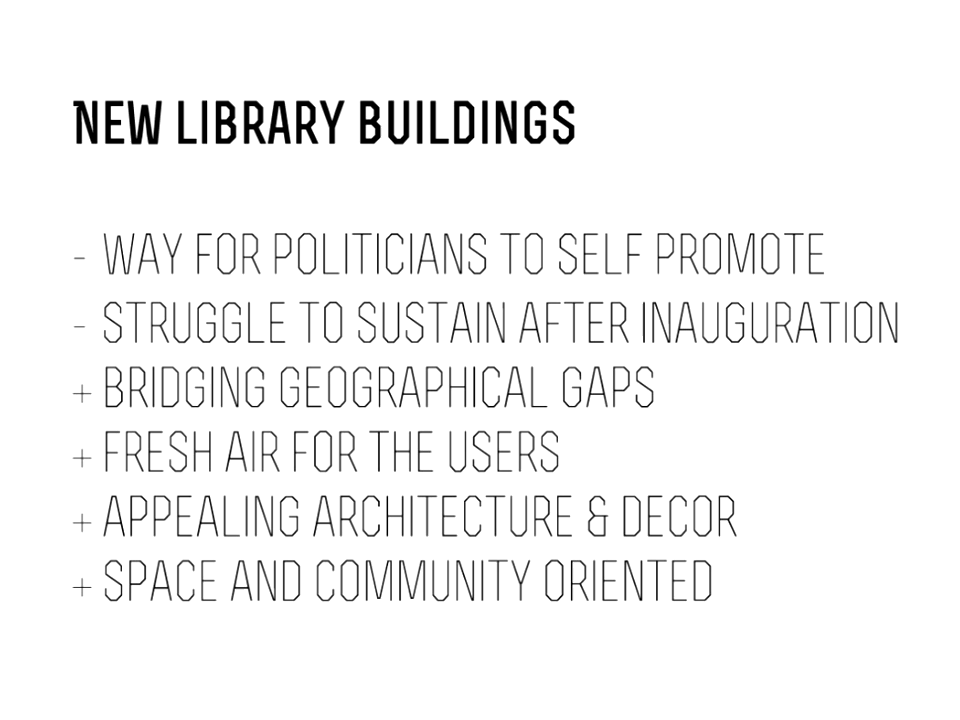 NEW LIBRARY BUILDINGS
- WAY FOR POLITICIANS TO SELF PROMOTE
- STRUGGLE TO SUSTAIN AFTER INAUGURATION
+ BRIDGING GEOGRAPHICAL GAPS
+ FRESH AIR FOR THE USERS
+ APPEALING ARCHITECTURE & DECOR
+ SPACE AND COMMUNITY ORIENTED